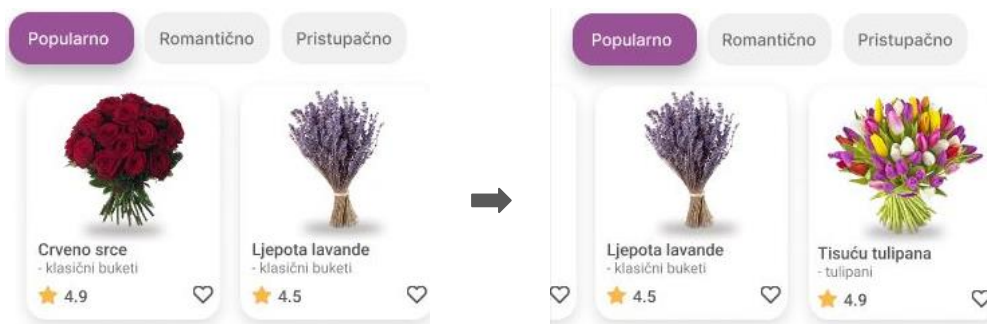 Popularno Romantično Pristupačno
Crveno srce
- klasični buketi
4.9
Ljepota lavande
- klasični buketi
4.5
Popularno Romantično Pristupačno
Ljepota lavande
- klasični buketi
4.5
Tisuću tulipana
- tulipani
4.9